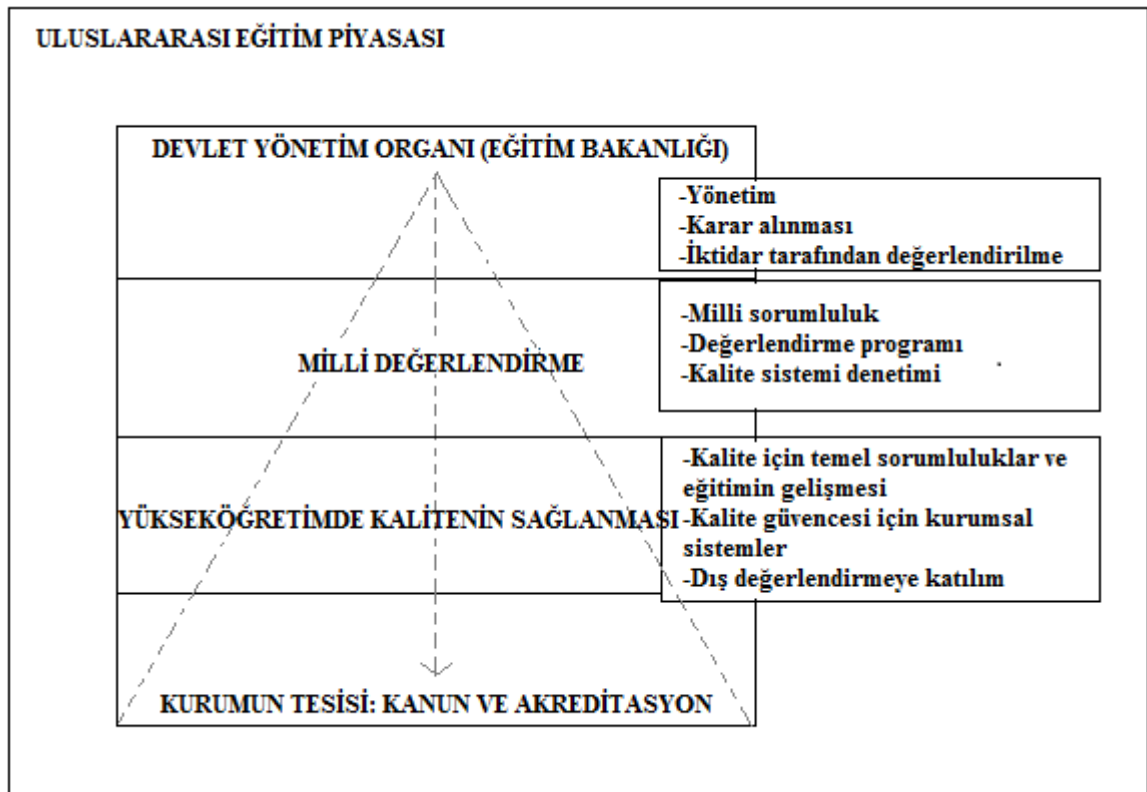 ULUSLARARASI EĞİTİM PİYASASI
DEVLET YÖNETİM ORGANI (EĞİTİM BAKANLIĞI)
-Yönetim
-Karar alınması
-İktidar tarafından değerlendirilme
MİLLİ DEĞERLENDİRME
-Milli sorumluluk
-Değerlendirme programı
-Kalite sistemi denetimi
YÜKSEKÖĞRETİMDE KALİTENİN SAĞLANMASI
-Kalite için temel sorumluluklar ve
eğitimin gelişmesi
-Kalite güvencesi için kurumsal
sistemler
-Dış değerlendirmeye katılım
KURUMUN TESİSİ: KANUN VE AKREDİTASYON